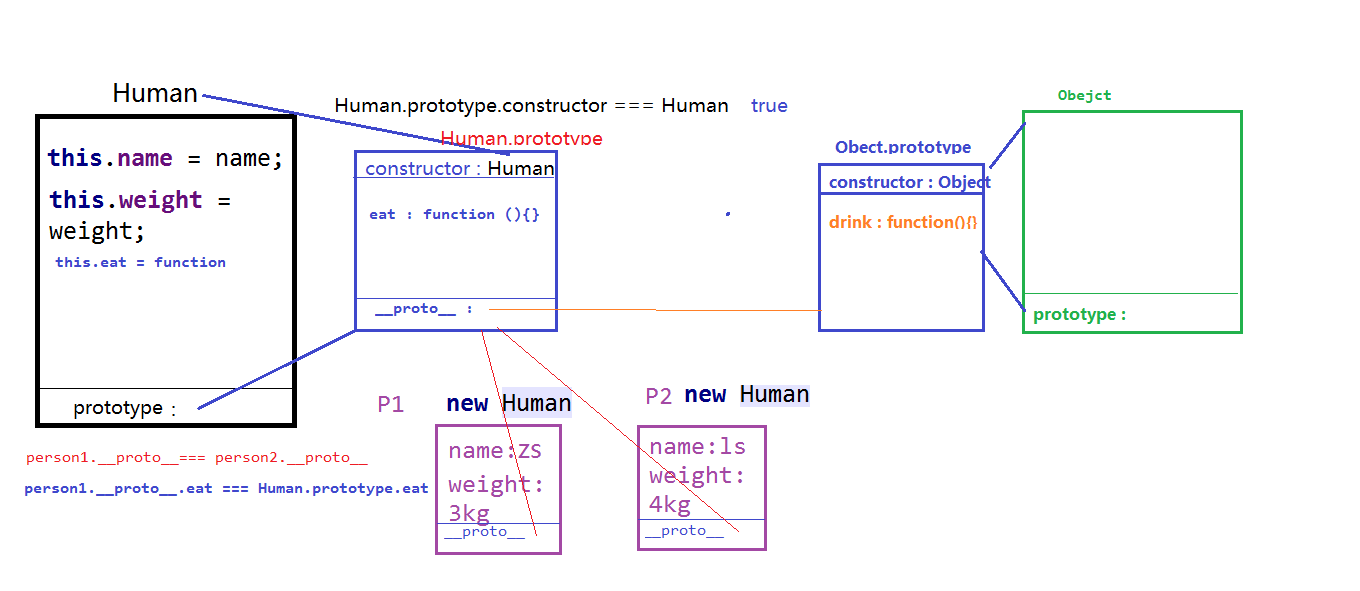 Human
this.name = name;
this.weight =
weight;
this.eat = function
prototype :
person1.__proto__=== person2.__proto__
person1.__proto__.eat === Human.prototype.eat
Human.prototype.constructor === Human true
Human.prototype
constructor : Human
eat : function (){}
__proto__ :
P1 new Human
name:ZS
weight:
3kg
__proto__
P2 new Human
name:ls
weight:
4kg
__proto__
Obect.prototype
constructor : Object
drink : function(){}
Obejct
prototype :